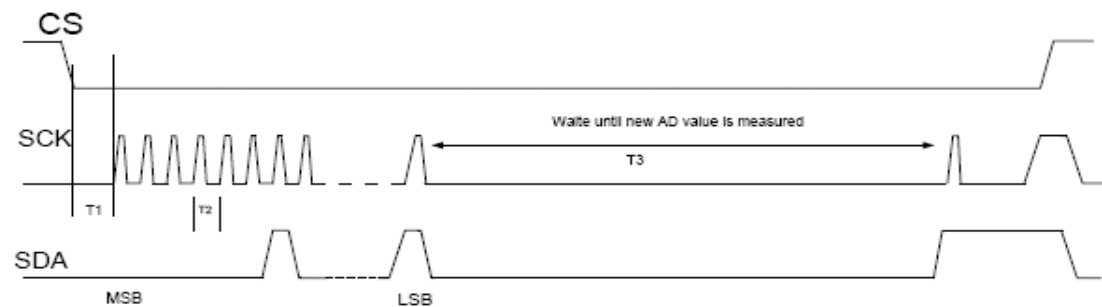 CS
SCK
Waite until new AD value is measured
T3
T1
T2
SDA
MSB
LSB